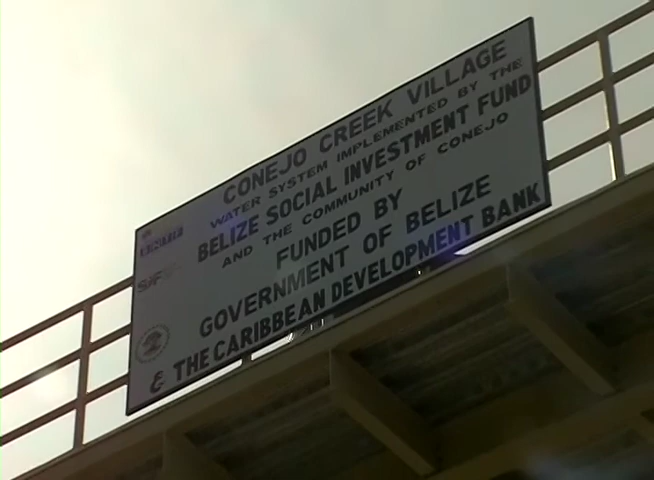 CONEJO CREEK VILLAGE
WATER SYSTEM IMPLEMENTED BY THE
BELIZE SOCIAL INVESTMENT FUND
AND THE COMMUNITY OF CONEJO
FUNDED BY
GOVERNMENT OF BELIZE
& THE CARIBBEAN DEVELOPMENT BANK
SIF